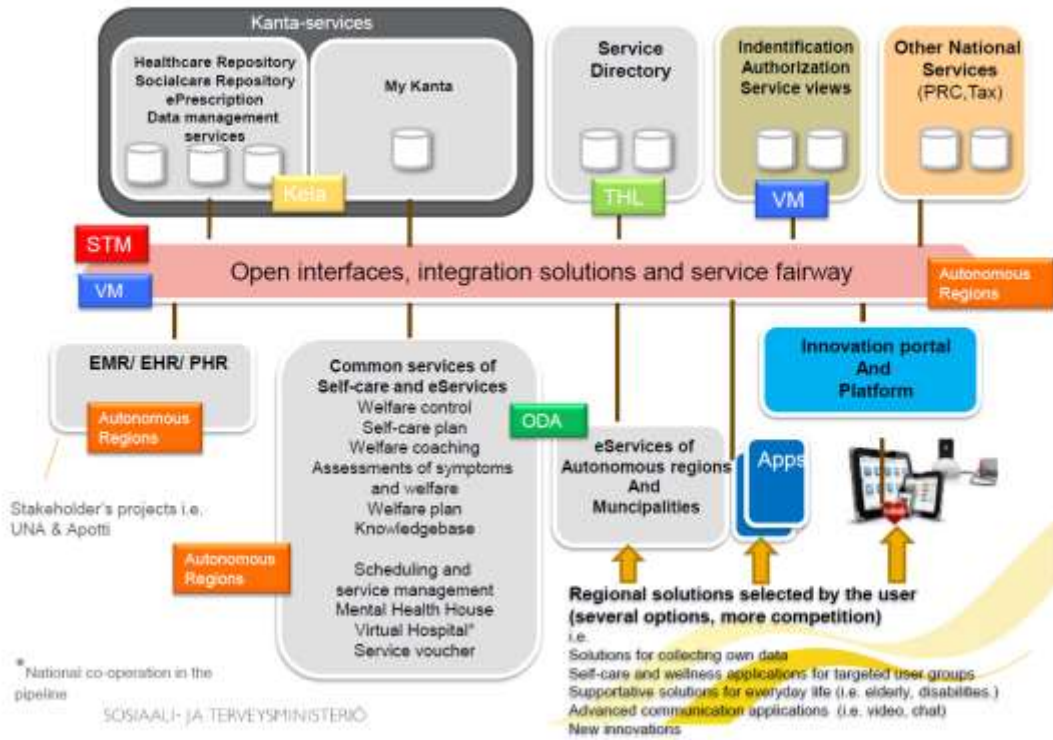 Kanta-services
Healthcare Repository
Socialcare Repository
ePrescription
Data management
services
My Kanta
Kela
Service
Directory
THL
Indentification
Authorization
Service views
VM
Other National
Services
(PRC,Tax)
STM
VM
Open interfaces, integration solutions and service fairway
Autonomous
Regions
EMR/ EHR/ PHR
Autonomous
Regions
Stakeholder's projects i.e.
UNA & Apotti
Common services of
Self-care and eServices
Welfare control
Self-care plan
Welfare coaching
Assessments of symptoms
and welfare
Welfare plan
Knowledgebase
Scheduling and
service management
Mental Health House
Virtual Hospital*
Service voucher
Autonomous
Regions
ODA
eServices of
Autonomous regions
And
Muncipalities
Apps
Innovation portal
And
Platform
Regional solutions selected by the user
(several options, more competition)
i.e.
Solutions for collecting own data
Self-care and wellness applications for targeted user groups
Supportative solutions for everyday life (i.e. elderly, disabilities.)
Advanced communication applications (i.e. video, chat)
New innovations
*National co-operation in the
pipeline
SOSIAALI- JA TERVEYSMINISTERIÖ